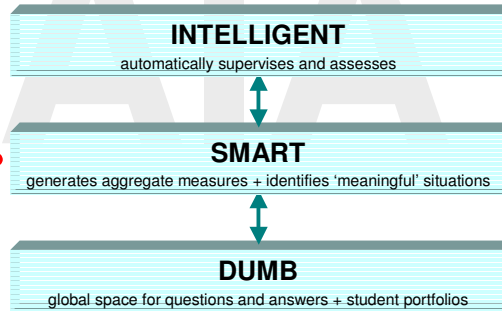 INTELLIGENT
automatically supervises and assesses
SMART
generates aggregate measures + identifies ‘meaningful’ situations
DUMB
global space for questions and answers + student portfolios